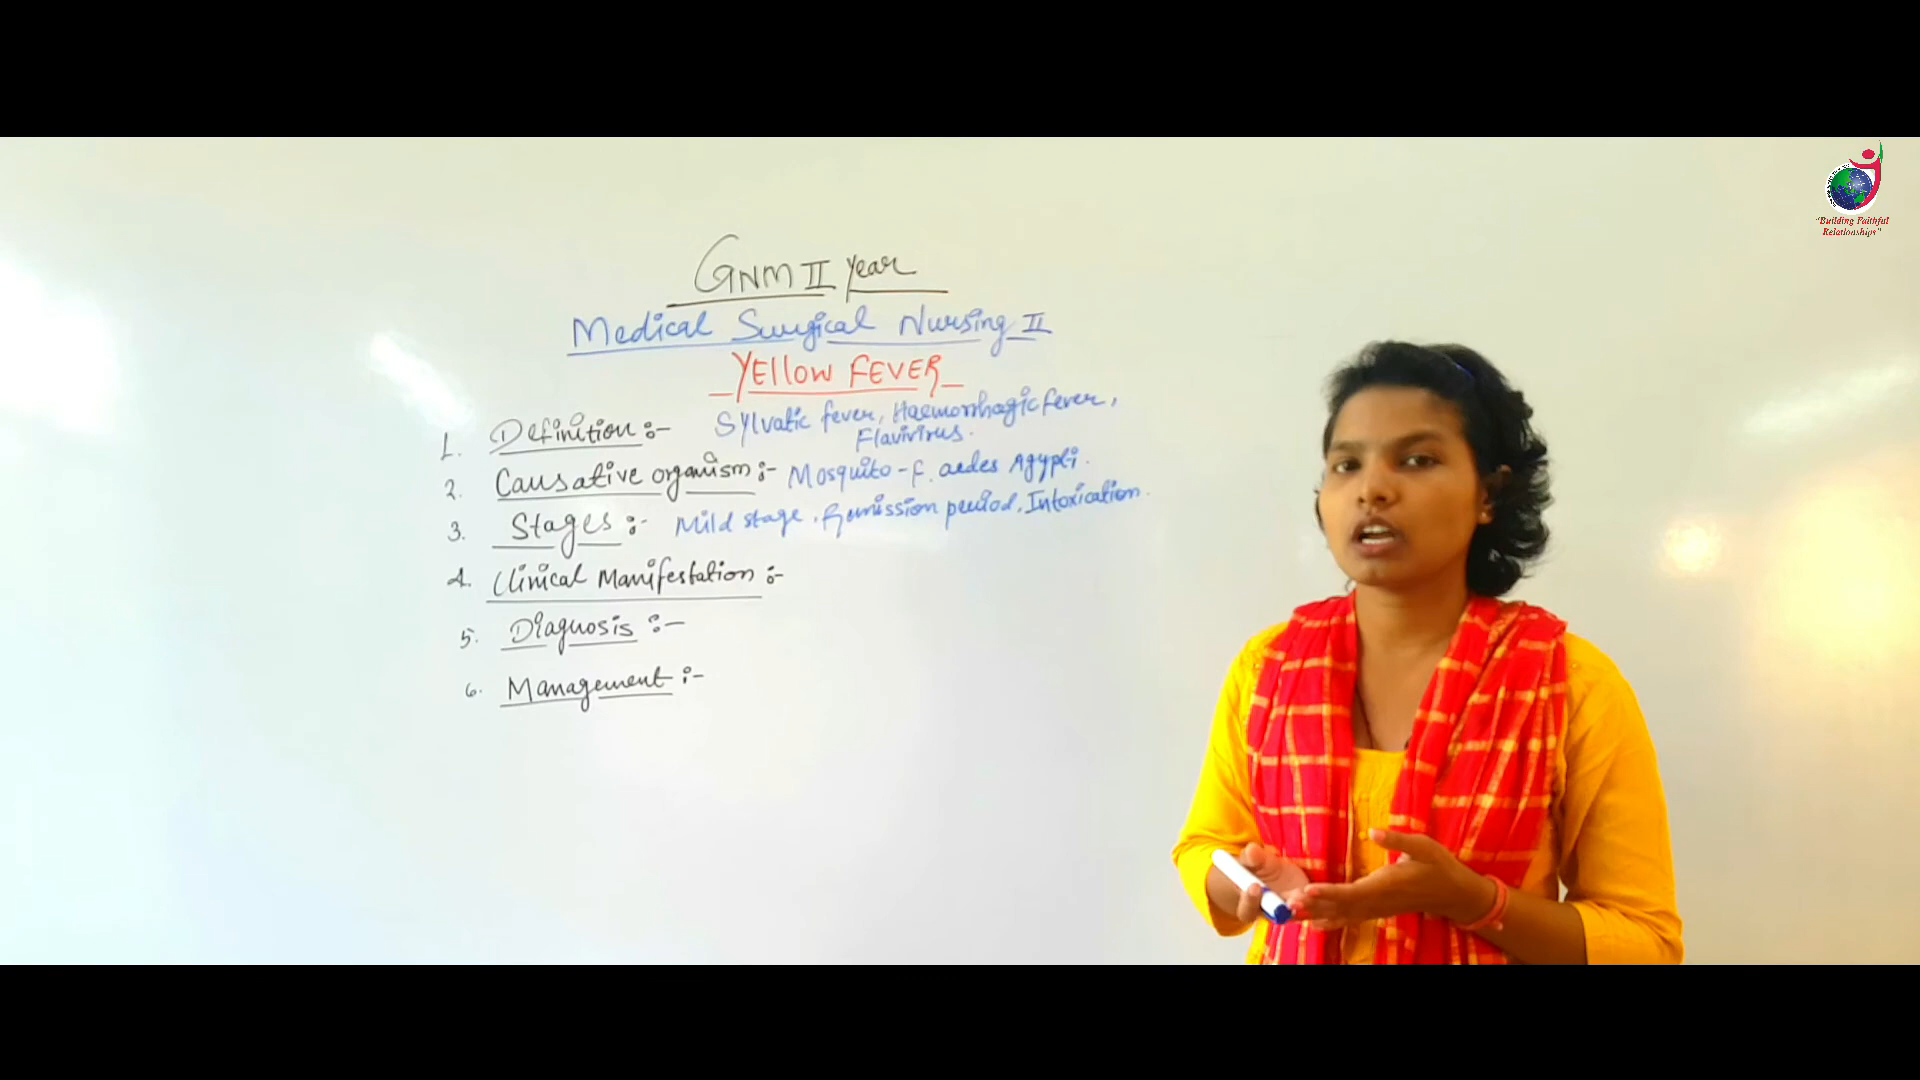 GNM II Year
Medical Surgical Nursing II
YEllow FEVER
1. Definition :- Sylvatic fever, Haemorrhagic fever,
Flavivirus.
2. Causative organism :- Mosquito - F. aedes Agypti.
3. Stages :- Mild stage, Remission period, Intoxication.
4. Clinical Manifestation :-
5. Diagnosis :-
6. Management :-
"Building Faithful
Relationships"